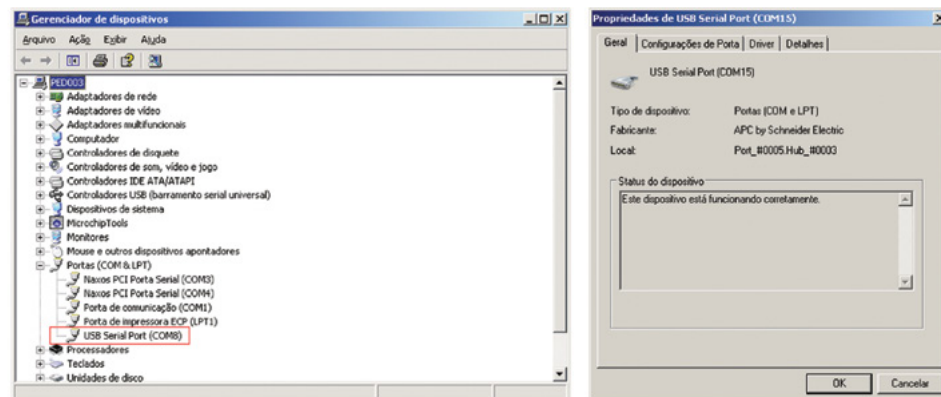 Gerenciador de dispositivos
Arquivo Ação Exibir Ajuda
PED003
Adaptadores de rede
Adaptadores de vídeo
Adaptadores multifuncionais
Computador
Controladores de disquete
Controladores de som, vídeo e jogo
Controladores IDE ATA/ATAPI
Controladores USB (barramento serial universal)
Dispositivos de sistema
MicrochipTools
Monitores
Mouse e outros dispositivos apontadores
Portas (COM & LPT)
Naxos PCI Porta Serial (COM3)
Naxos PCI Porta Serial (COM4)
Porta de comunicação (COM1)
Porta de impressora ECP (LPT1)
USB Serial Port (COM8)
Processadores
Teclados
Unidades de disco
Propriedades de USB Serial Port (COM15)
Geral Configurações de Porta Driver Detalhes
USB Serial Port (COM15)
Tipo de dispositivo: Portas (COM e LPT)
Fabricante: APC by Schneider Electric
Local: Port_#0005.Hub_#0003
Status do dispositivo
Este dispositivo está funcionando corretamente.
OK Cancelar